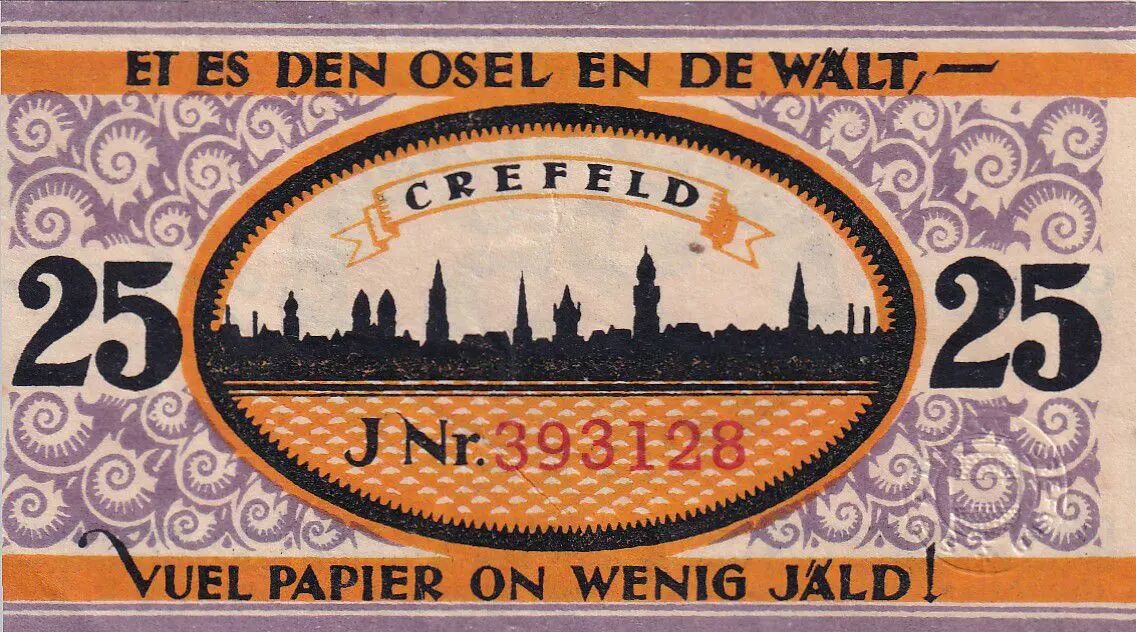 ET ES DEN OSEL EN DE WÄLT,—
CREFELD
25
25
J Nr. 393128
VUEL PAPIER ON WENIG JÄLD!